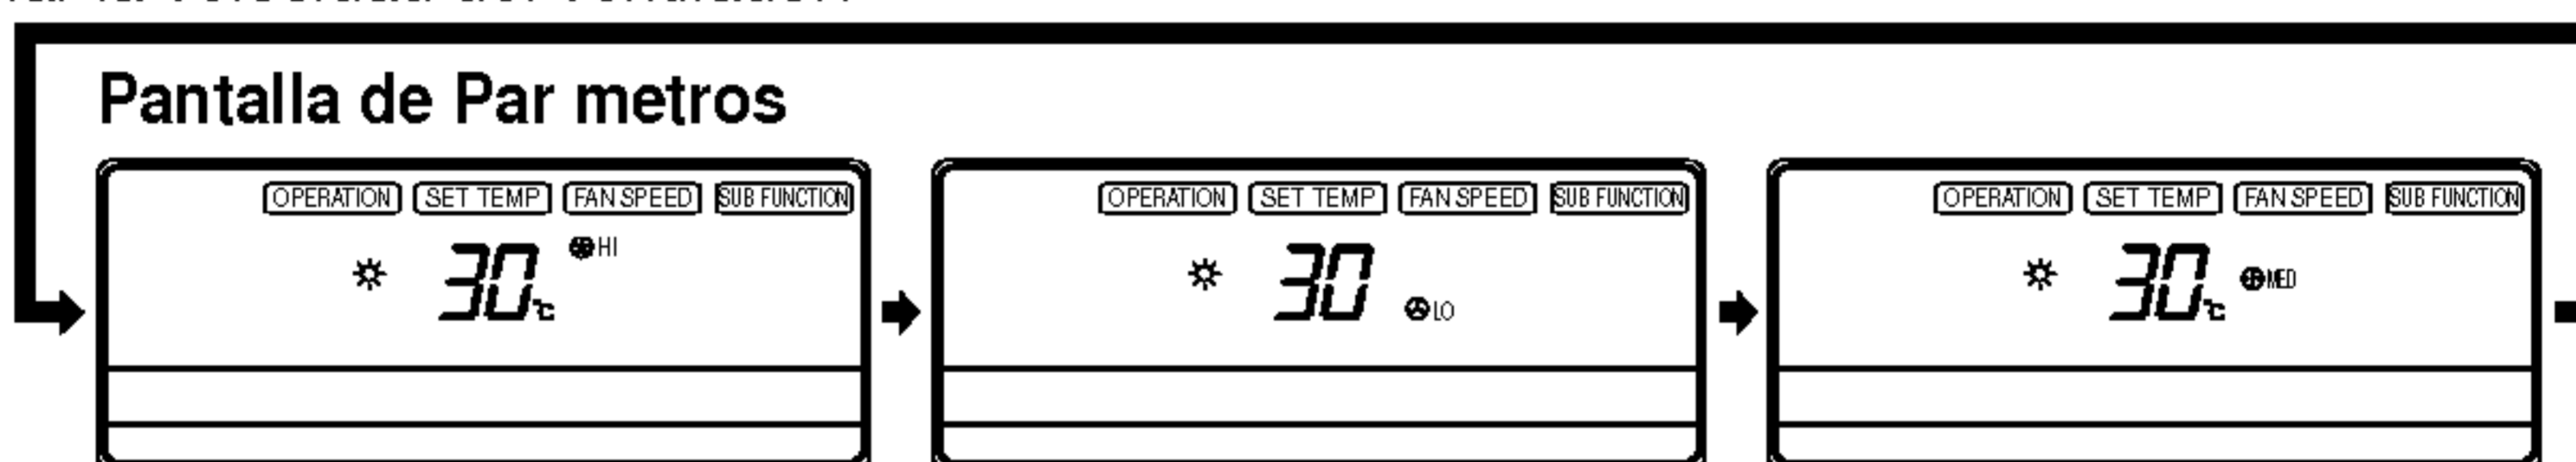 Pantalla de Par metros
OPERATION SET TEMP FAN SPEED SUB FUNCTION
30°C HI
OPERATION SET TEMP FAN SPEED SUB FUNCTION
30 LO
OPERATION SET TEMP FAN SPEED SUB FUNCTION
30°C MED